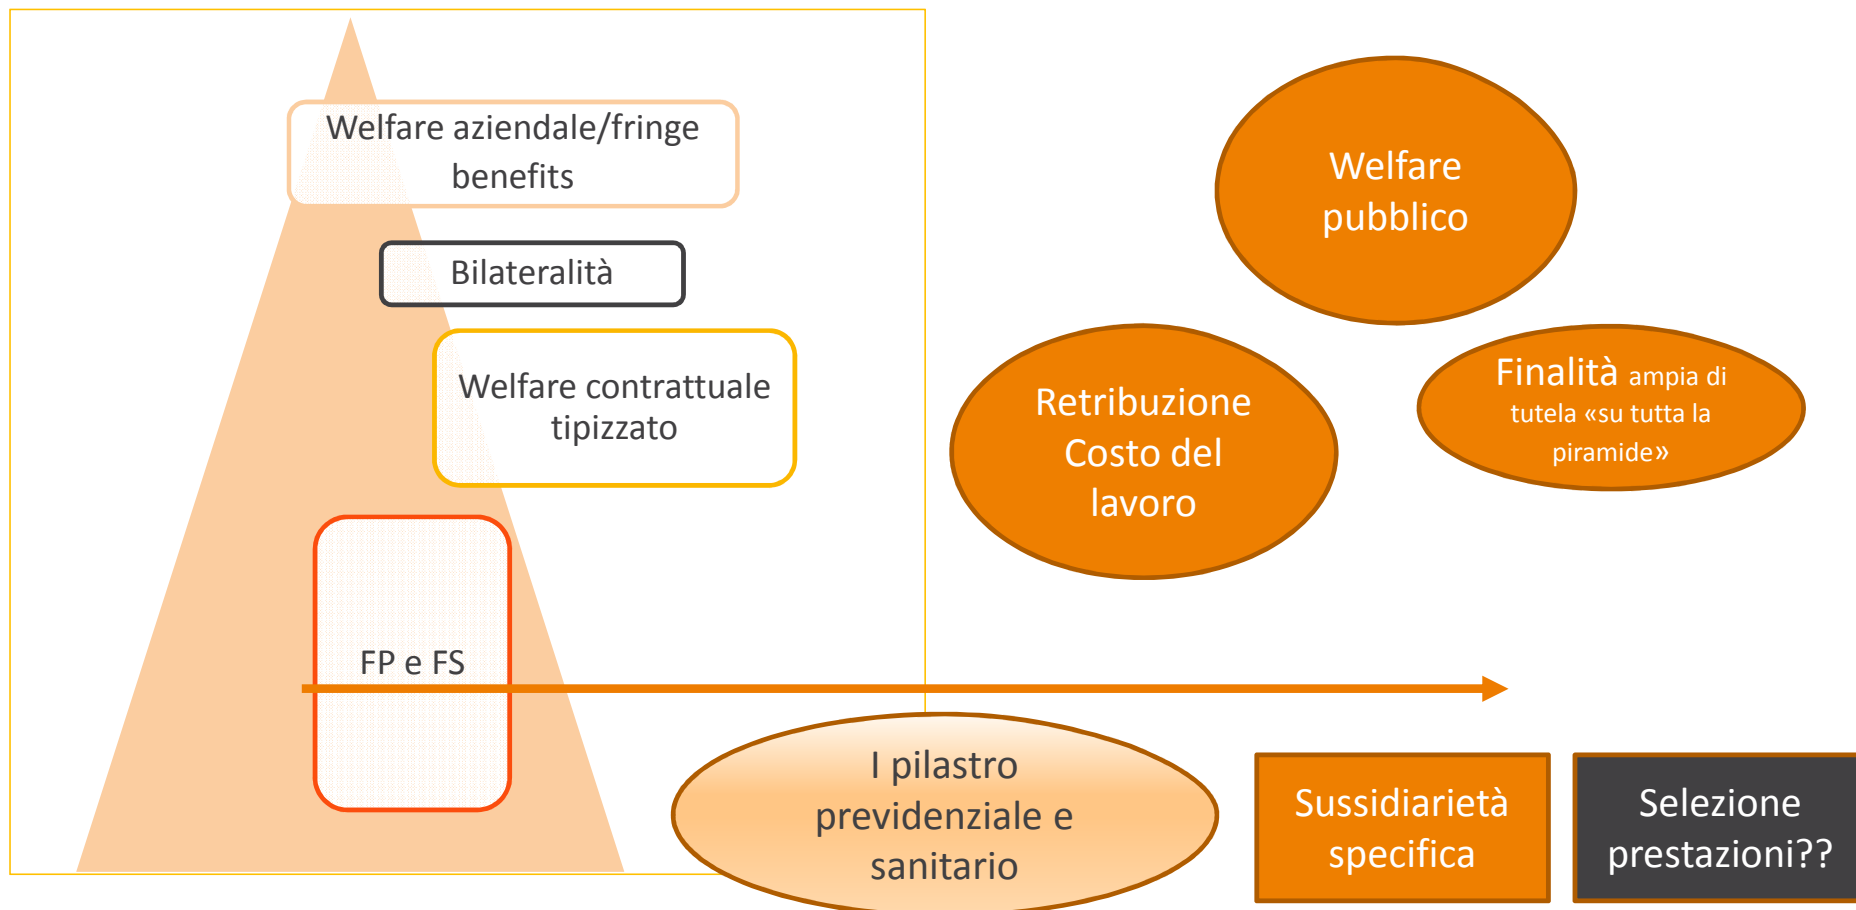 Welfare aziendale/fringe
benefits
Bilateralità
Welfare contrattuale
tipizzato
FP e FS
Welfare
pubblico
Retribuzione
Costo del
lavoro
Finalità ampia di
tutela «su tutta la
piramide»
I pilastro
previdenziale e
sanitario
Sussidiarietà
specifica
Selezione
prestazioni??